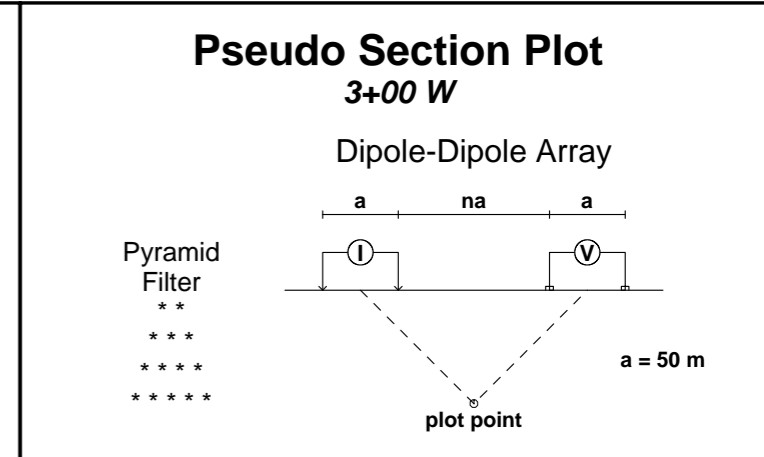 Pseudo Section Plot
3+00 W
Dipole-Dipole Array
a na a
I V
Pyramid
Filter
* *
* * *
* * * *
* * * * *
a = 50 m
plot point